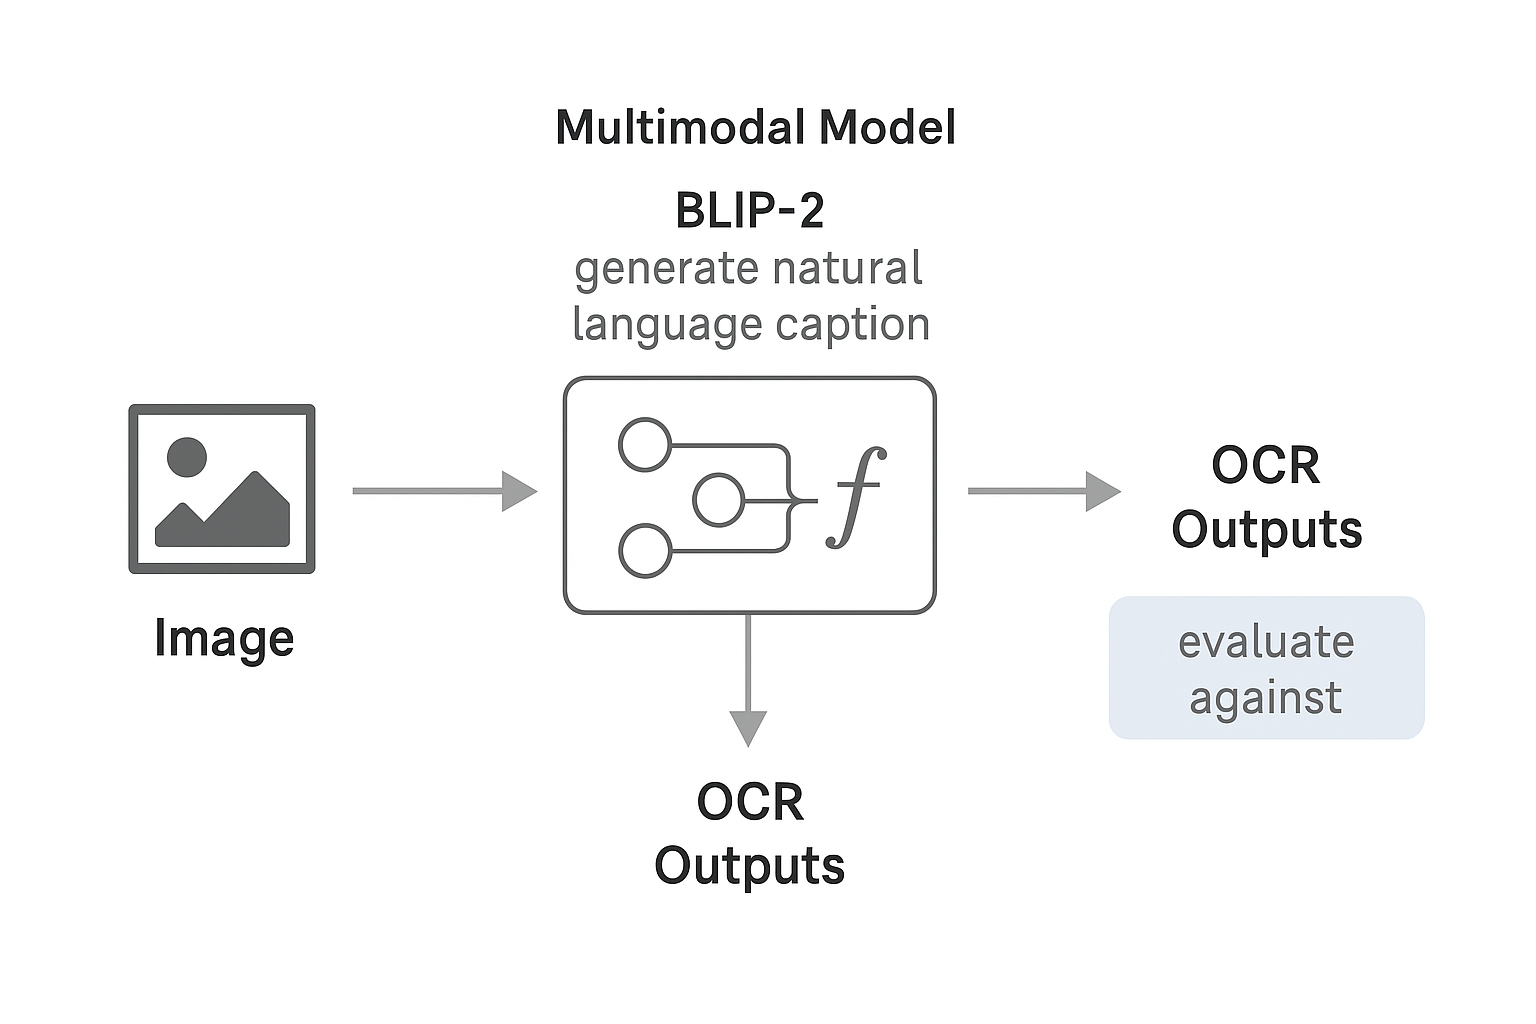 Multimodal Model
BLIP-2
generate natural
language caption
Image
f
OCR
Outputs
evaluate
against
OCR
Outputs